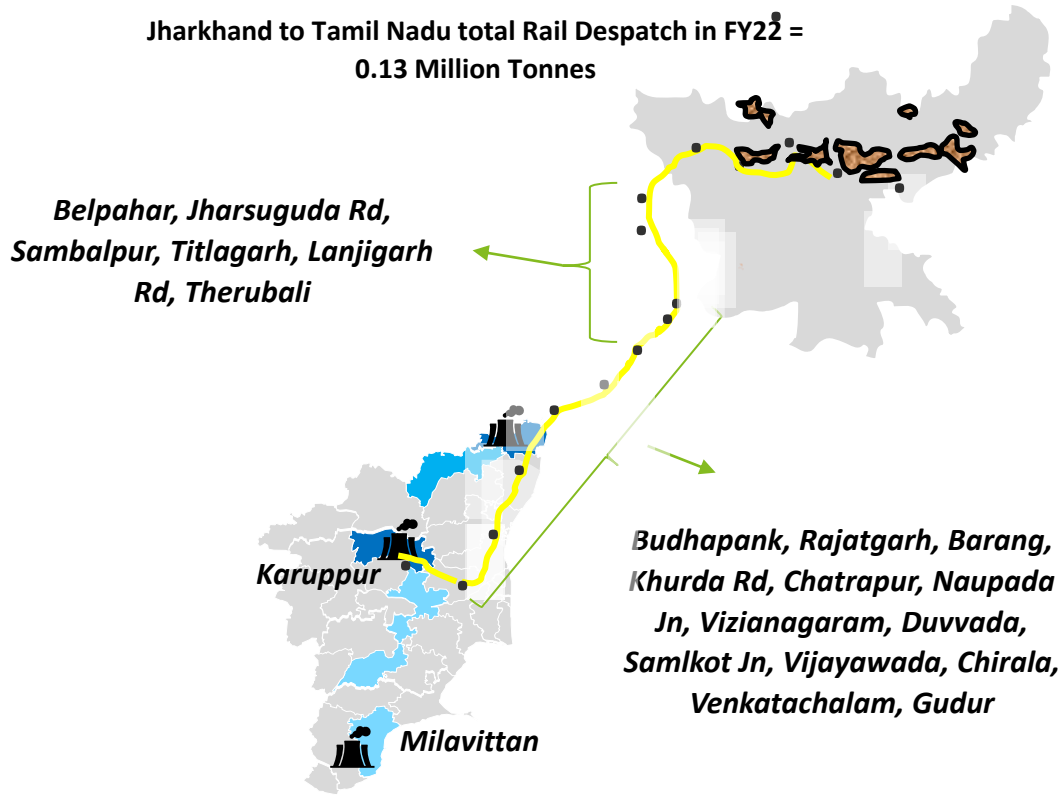 Jharkhand to Tamil Nadu total Rail Despatch in FY22 =
0.13 Million Tonnes
Belpahar, Jharsuguda Rd,
Sambalpur, Titlagarh, Lanjigarh
Rd, Therubali
Karuppur
Budhapank, Rajatgarh, Barang,
Khurda Rd, Chatrapur, Naupada
Jn, Vizianagaram, Duvvada,
Samlkot Jn, Vijayawada, Chirala,
Venkatachalam, Gudur
Milavittan